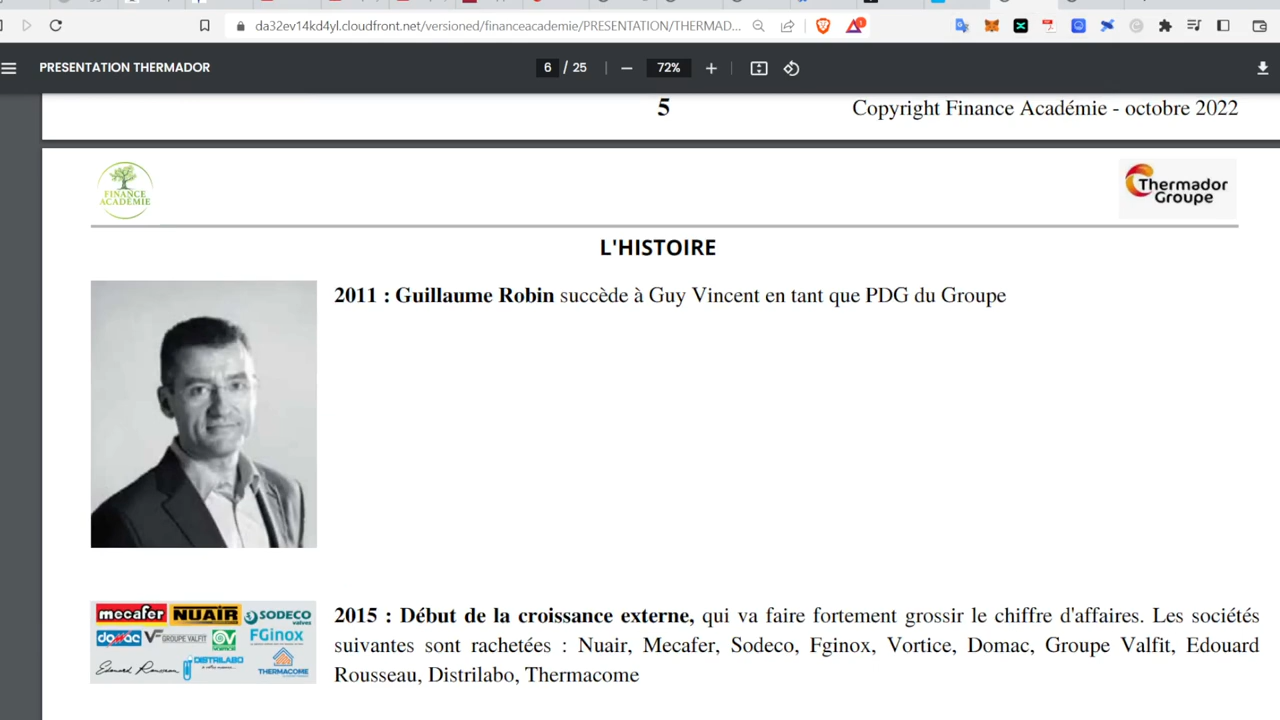 da32ev14kd4yl.cloudfront.net/versioned/financeacademie/PRESENTATION/THERMAD...
PRESENTATION THERMADOR
6 / 25
72%
5
Copyright Finance Académie - octobre 2022
FINANCE
ACADEMIE
Thermador
Groupe
L'HISTOIRE
2011 : Guillaume Robin succède à Guy Vincent en tant que PDG du Groupe
mecafer NUAIR SODECO
valves
GROUPE VALFIT FGinox
Edouard Rousseau DISTRILABO THERMACOME
2015 : Début de la croissance externe, qui va faire fortement grossir le chiffre d'affaires. Les sociétés
suivantes sont rachetées : Nuair, Mecafer, Sodeco, Fginox, Vortice, Domac, Groupe Valfit, Edouard
Rousseau, Distrilabo, Thermacome